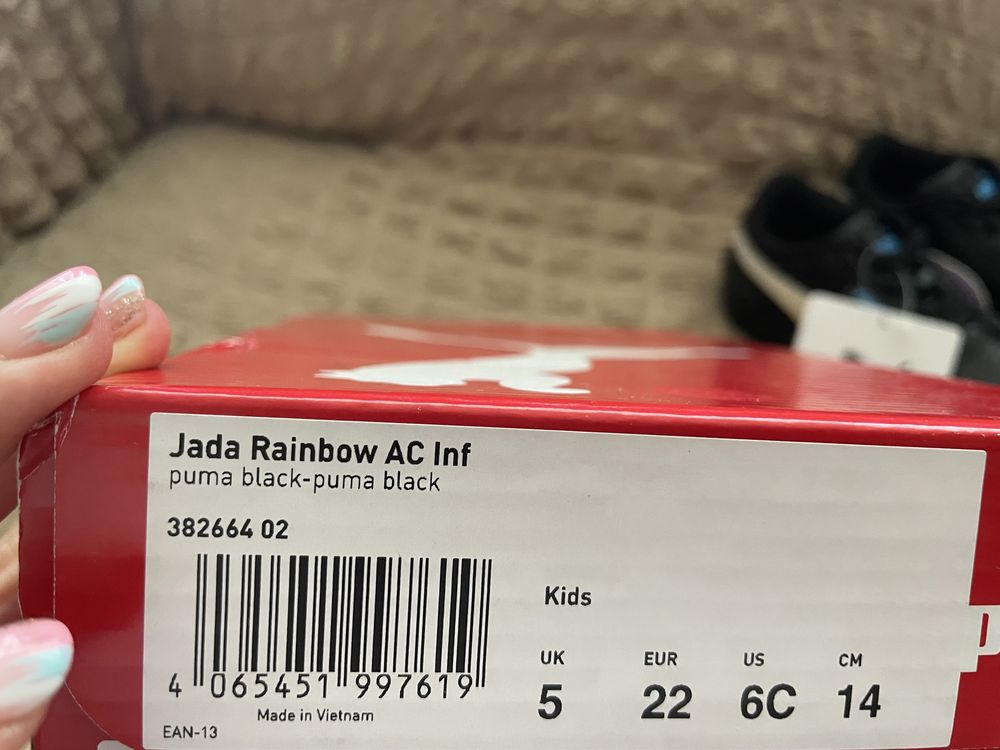 Jada Rainbow AC Inf
puma black-puma black
382664 02
4 065451 997619
Made in Vietnam
EAN-13
Kids
UK EUR US CM
5 22 6C 14